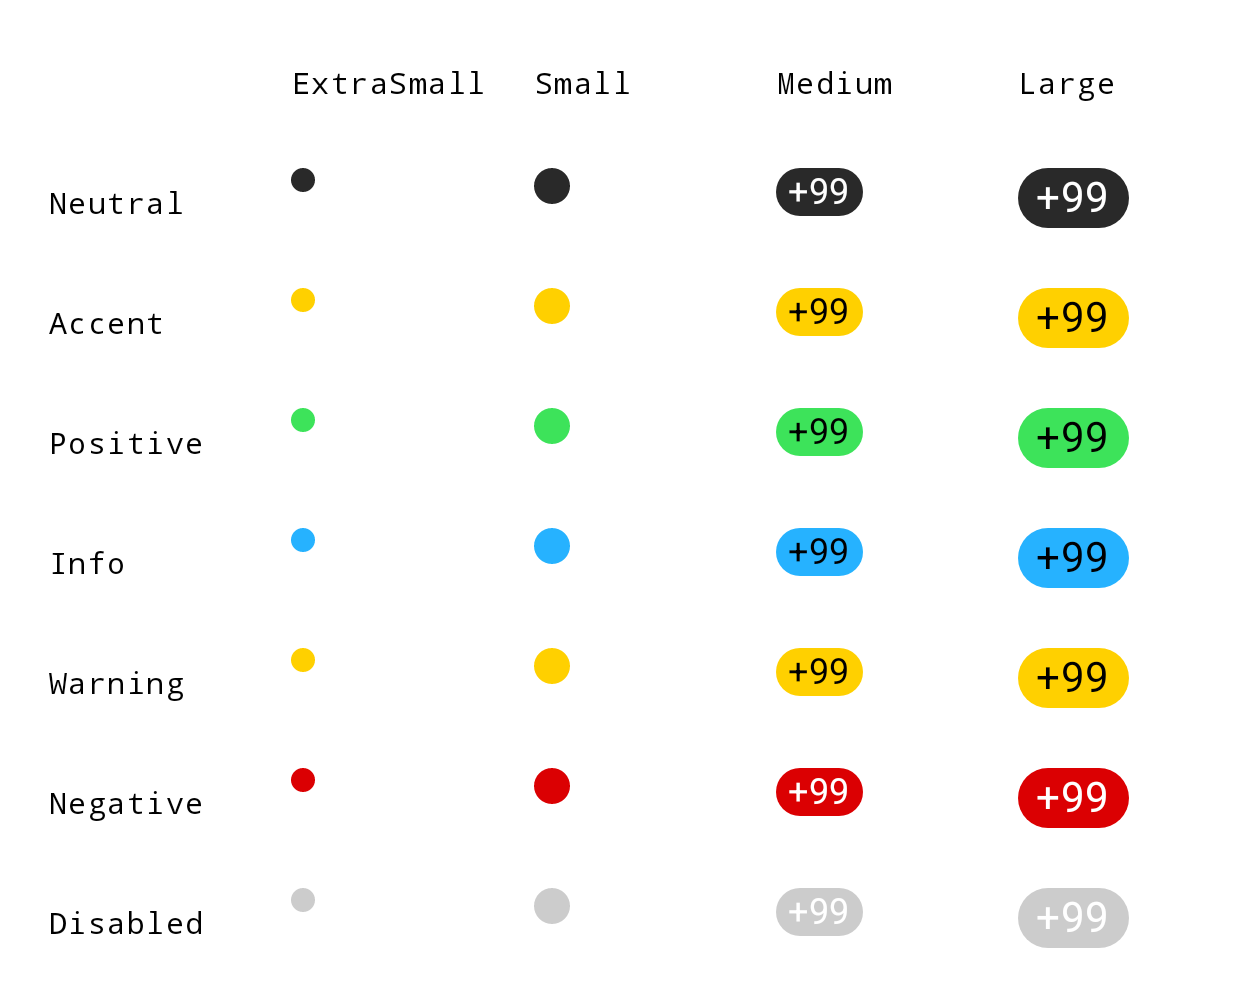 ExtraSmall Small Medium Large
Neutral +99 +99
Accent +99 +99
Positive +99 +99
Info +99 +99
Warning +99 +99
Negative +99 +99
Disabled +99 +99